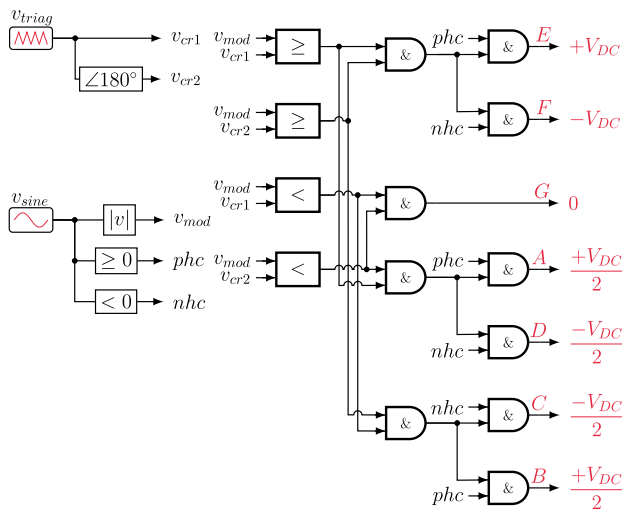 v_triag
v_cr1
∠180°
v_cr2
v_sine
|v|
v_mod
≥ 0
phc
< 0
nhc
v_mod
v_cr1
≥
v_mod
v_cr2
≥
v_mod
v_cr1
<
v_mod
v_cr2
<
&
phc
&
E
+V_DC
nhc
&
F
−V_DC
&
G
0
&
phc
&
A
+V_DC
2
nhc
&
D
−V_DC
2
&
nhc
&
C
−V_DC
2
phc
&
B
+V_DC
2